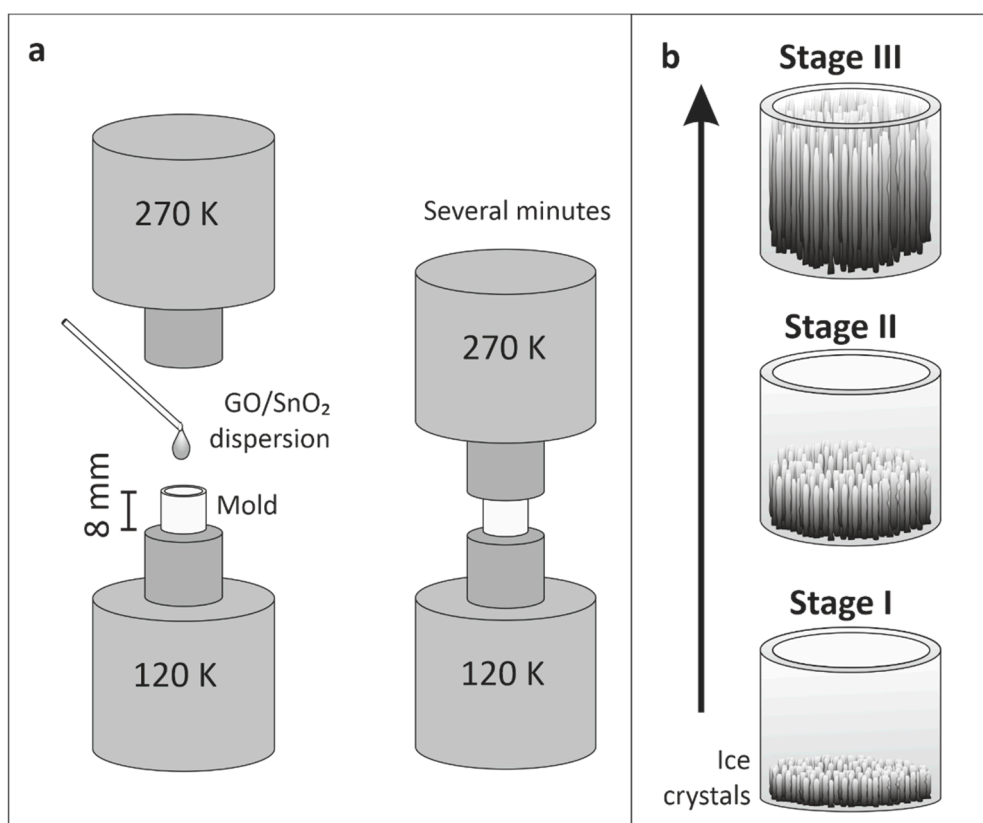 a
270 K
GO/SnO₂
dispersion
8 mm
Mold
120 K
Several minutes
270 K
120 K
b
Stage III
Stage II
Stage I
Ice
crystals